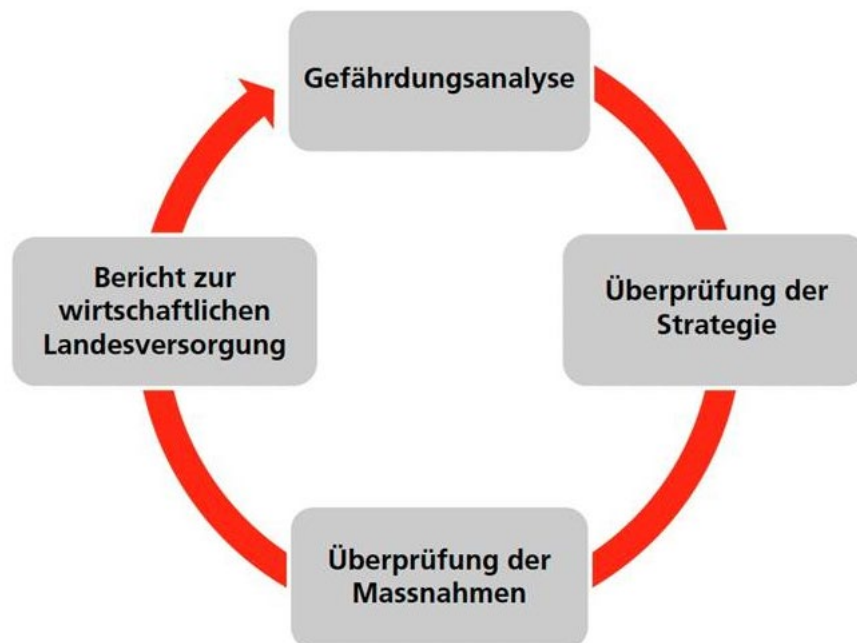 Gefährdungsanalyse
Überprüfung der
Strategie
Überprüfung der
Massnahmen
Bericht zur
wirtschaftlichen
Landesversorgung